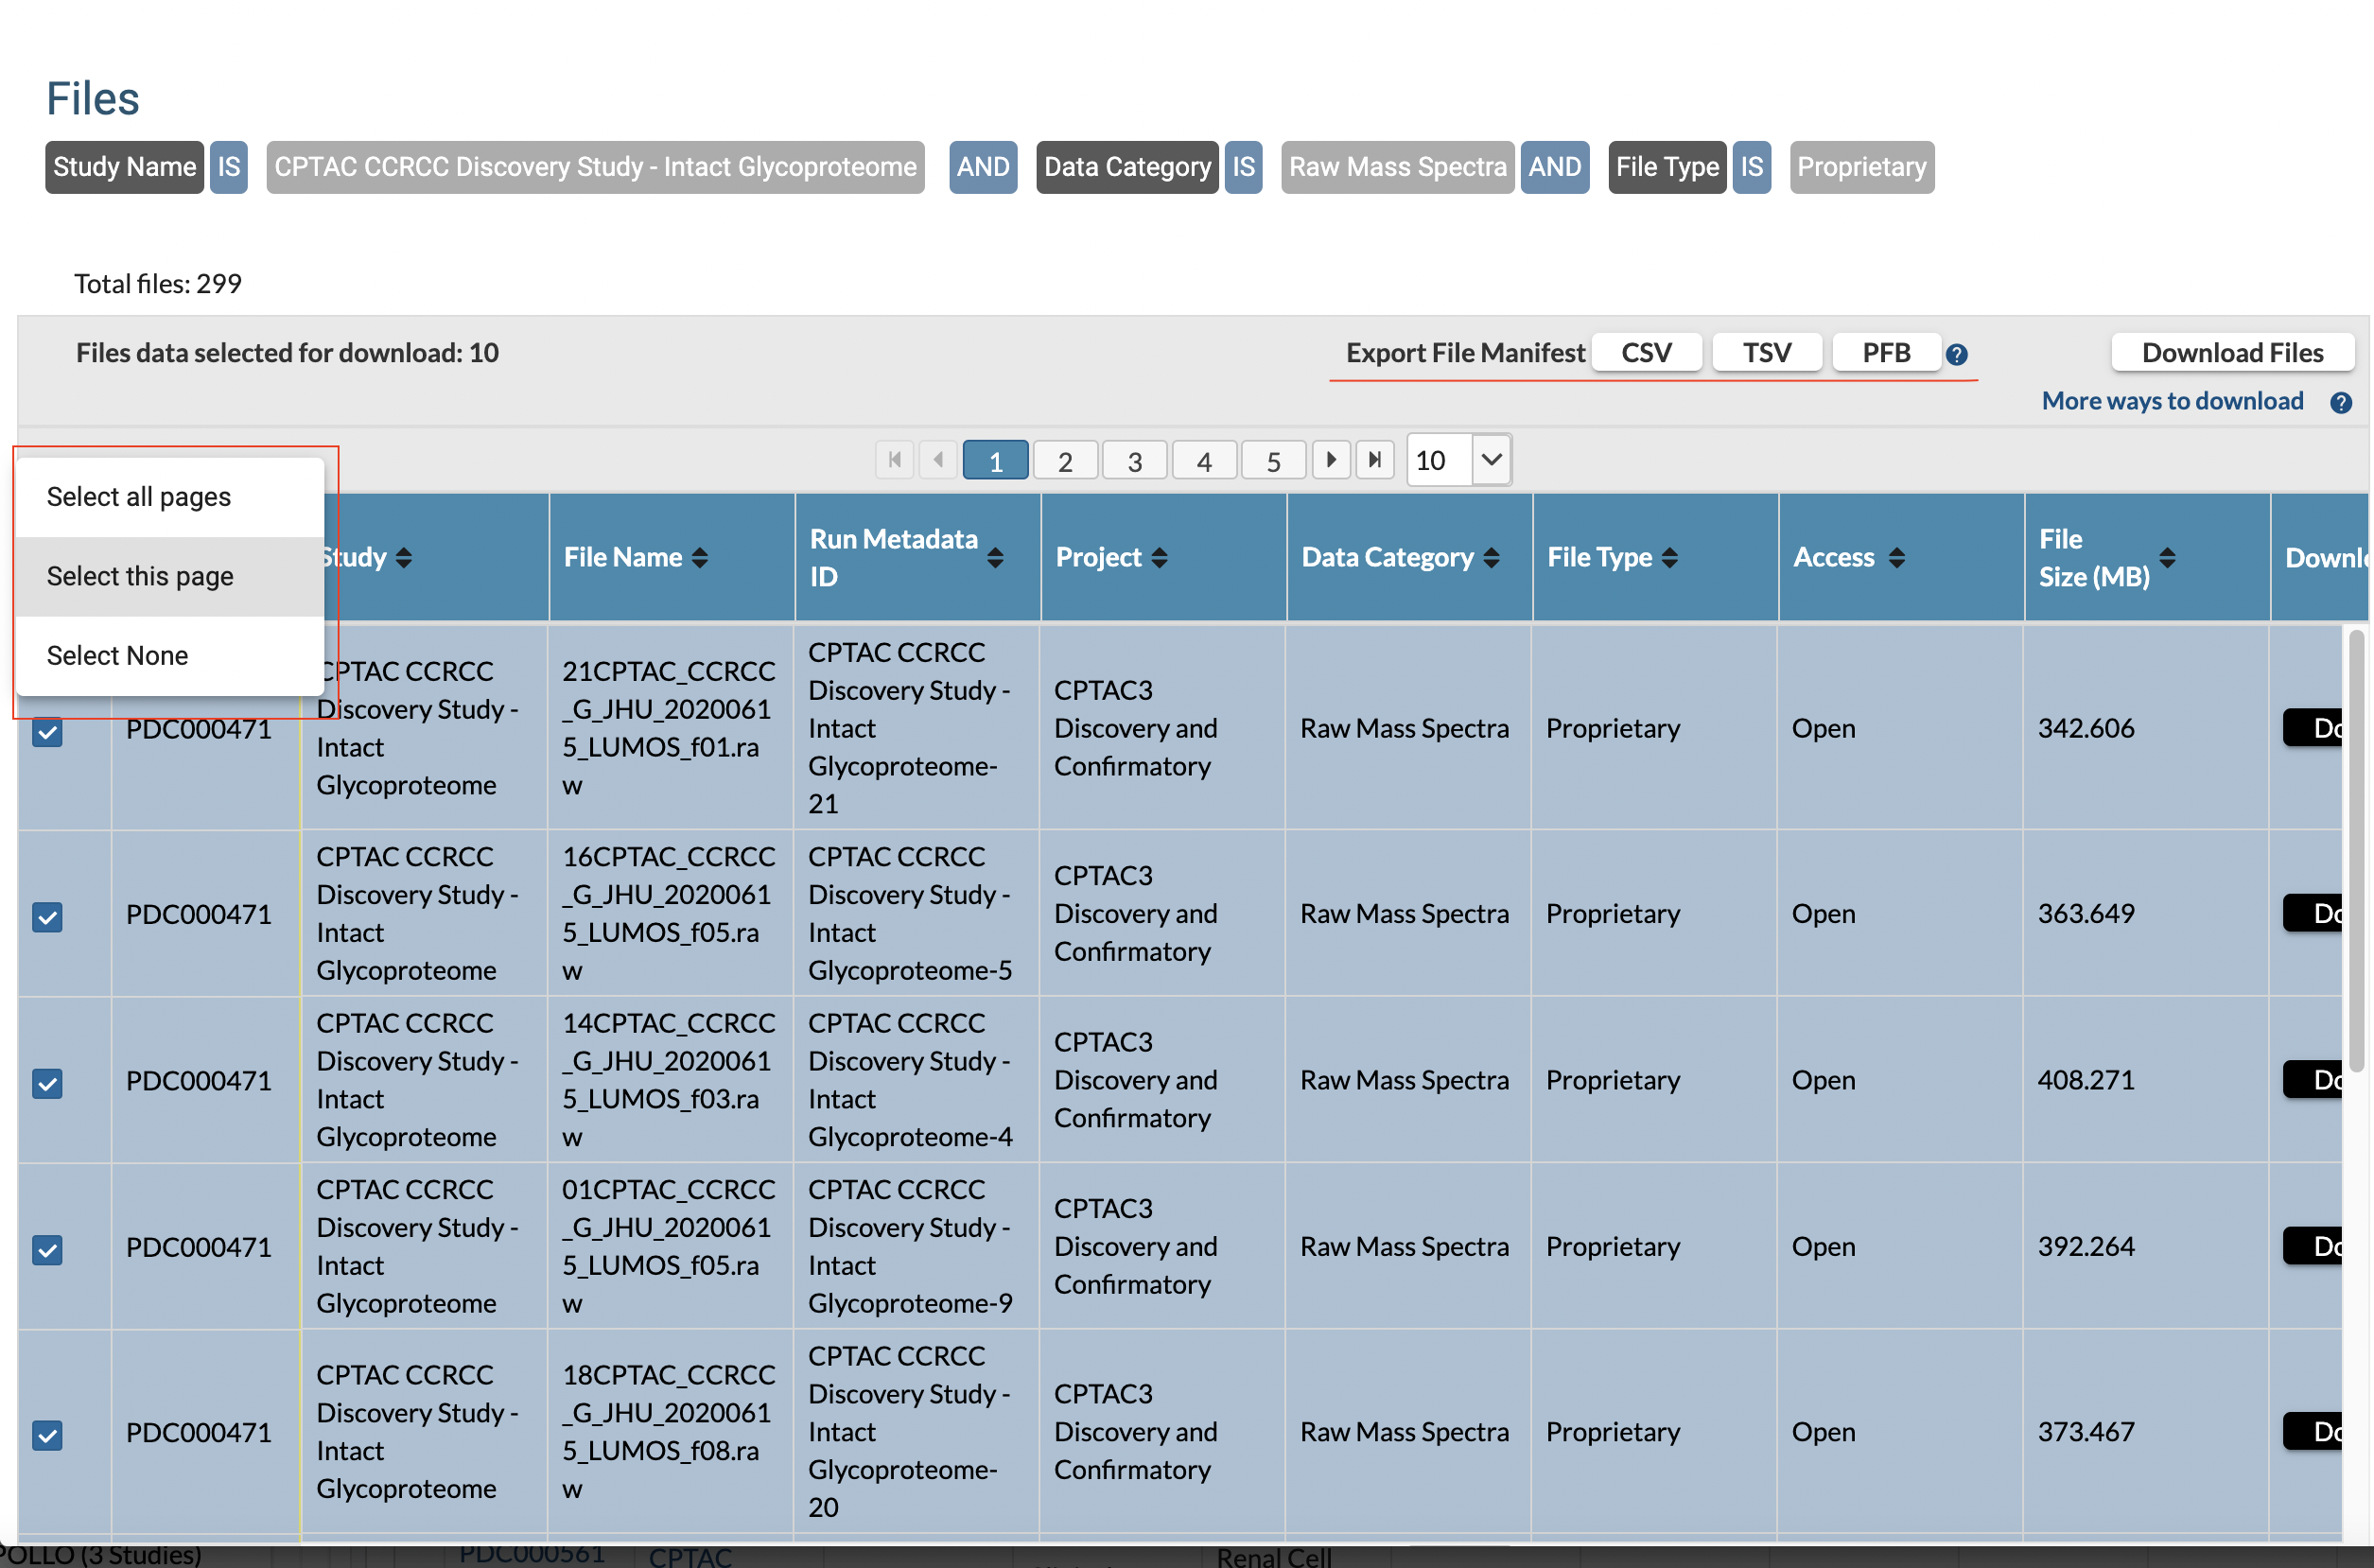 Files
Study Name IS CPTAC CCRCC Discovery Study - Intact Glycoproteome AND Data Category IS Raw Mass Spectra AND File Type IS Proprietary
Total files: 299
Files data selected for download: 10 Export File Manifest CSV TSV PFB ? Download Files
More ways to download ?
1 2 3 4 5 10
Select all pages
Select this page
Select None
Study File Name Run Metadata ID Project Data Category File Type Access File Size (MB) Downl
PDC000471 CPTAC CCRCC Discovery Study - Intact Glycoproteome 21CPTAC_CCRCC_G_JHU_20200615_LUMOS_f01.raw CPTAC CCRCC Discovery Study - Intact Glycoproteome-21 CPTAC3 Discovery and Confirmatory Raw Mass Spectra Proprietary Open 342.606 Do
PDC000471 CPTAC CCRCC Discovery Study - Intact Glycoproteome 16CPTAC_CCRCC_G_JHU_20200615_LUMOS_f05.raw CPTAC CCRCC Discovery Study - Intact Glycoproteome-5 CPTAC3 Discovery and Confirmatory Raw Mass Spectra Proprietary Open 363.649 Do
PDC000471 CPTAC CCRCC Discovery Study - Intact Glycoproteome 14CPTAC_CCRCC_G_JHU_20200615_LUMOS_f03.raw CPTAC CCRCC Discovery Study - Intact Glycoproteome-4 CPTAC3 Discovery and Confirmatory Raw Mass Spectra Proprietary Open 408.271 Do
PDC000471 CPTAC CCRCC Discovery Study - Intact Glycoproteome 01CPTAC_CCRCC_G_JHU_20200615_LUMOS_f05.raw CPTAC CCRCC Discovery Study - Intact Glycoproteome-9 CPTAC3 Discovery and Confirmatory Raw Mass Spectra Proprietary Open 392.264 Do
PDC000471 CPTAC CCRCC Discovery Study - Intact Glycoproteome 18CPTAC_CCRCC_G_JHU_20200615_LUMOS_f08.raw CPTAC CCRCC Discovery Study - Intact Glycoproteome-20 CPTAC3 Discovery and Confirmatory Raw Mass Spectra Proprietary Open 373.467 Do
POLLO (3 Studies) PDC000561 CPTAC Renal Cell